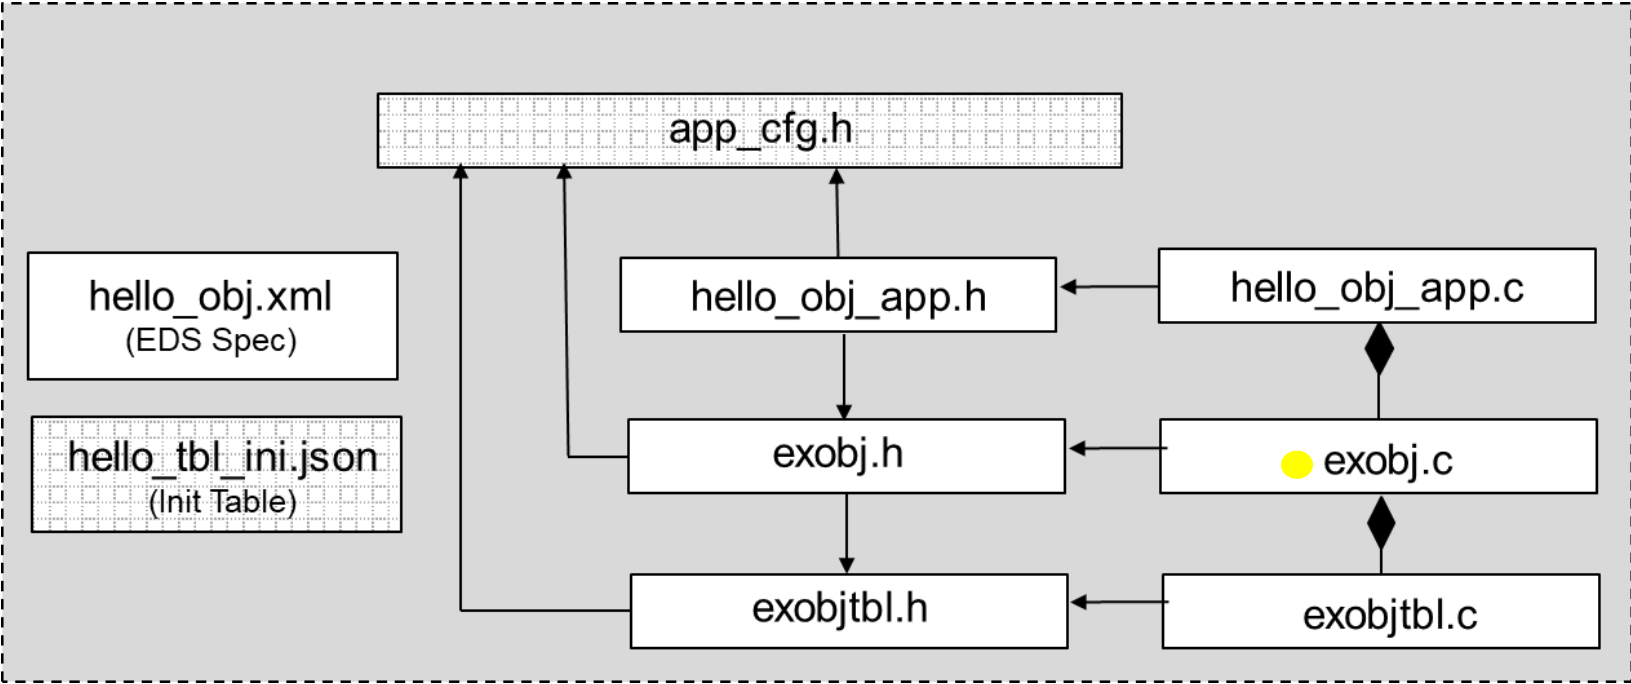 app_cfg.h
hello_obj.xml
(EDS Spec)
hello_obj_app.h
hello_obj_app.c
hello_tbl_ini.json
(Init Table)
exobj.h
exobj.c
exobjtbl.h
exobjtbl.c